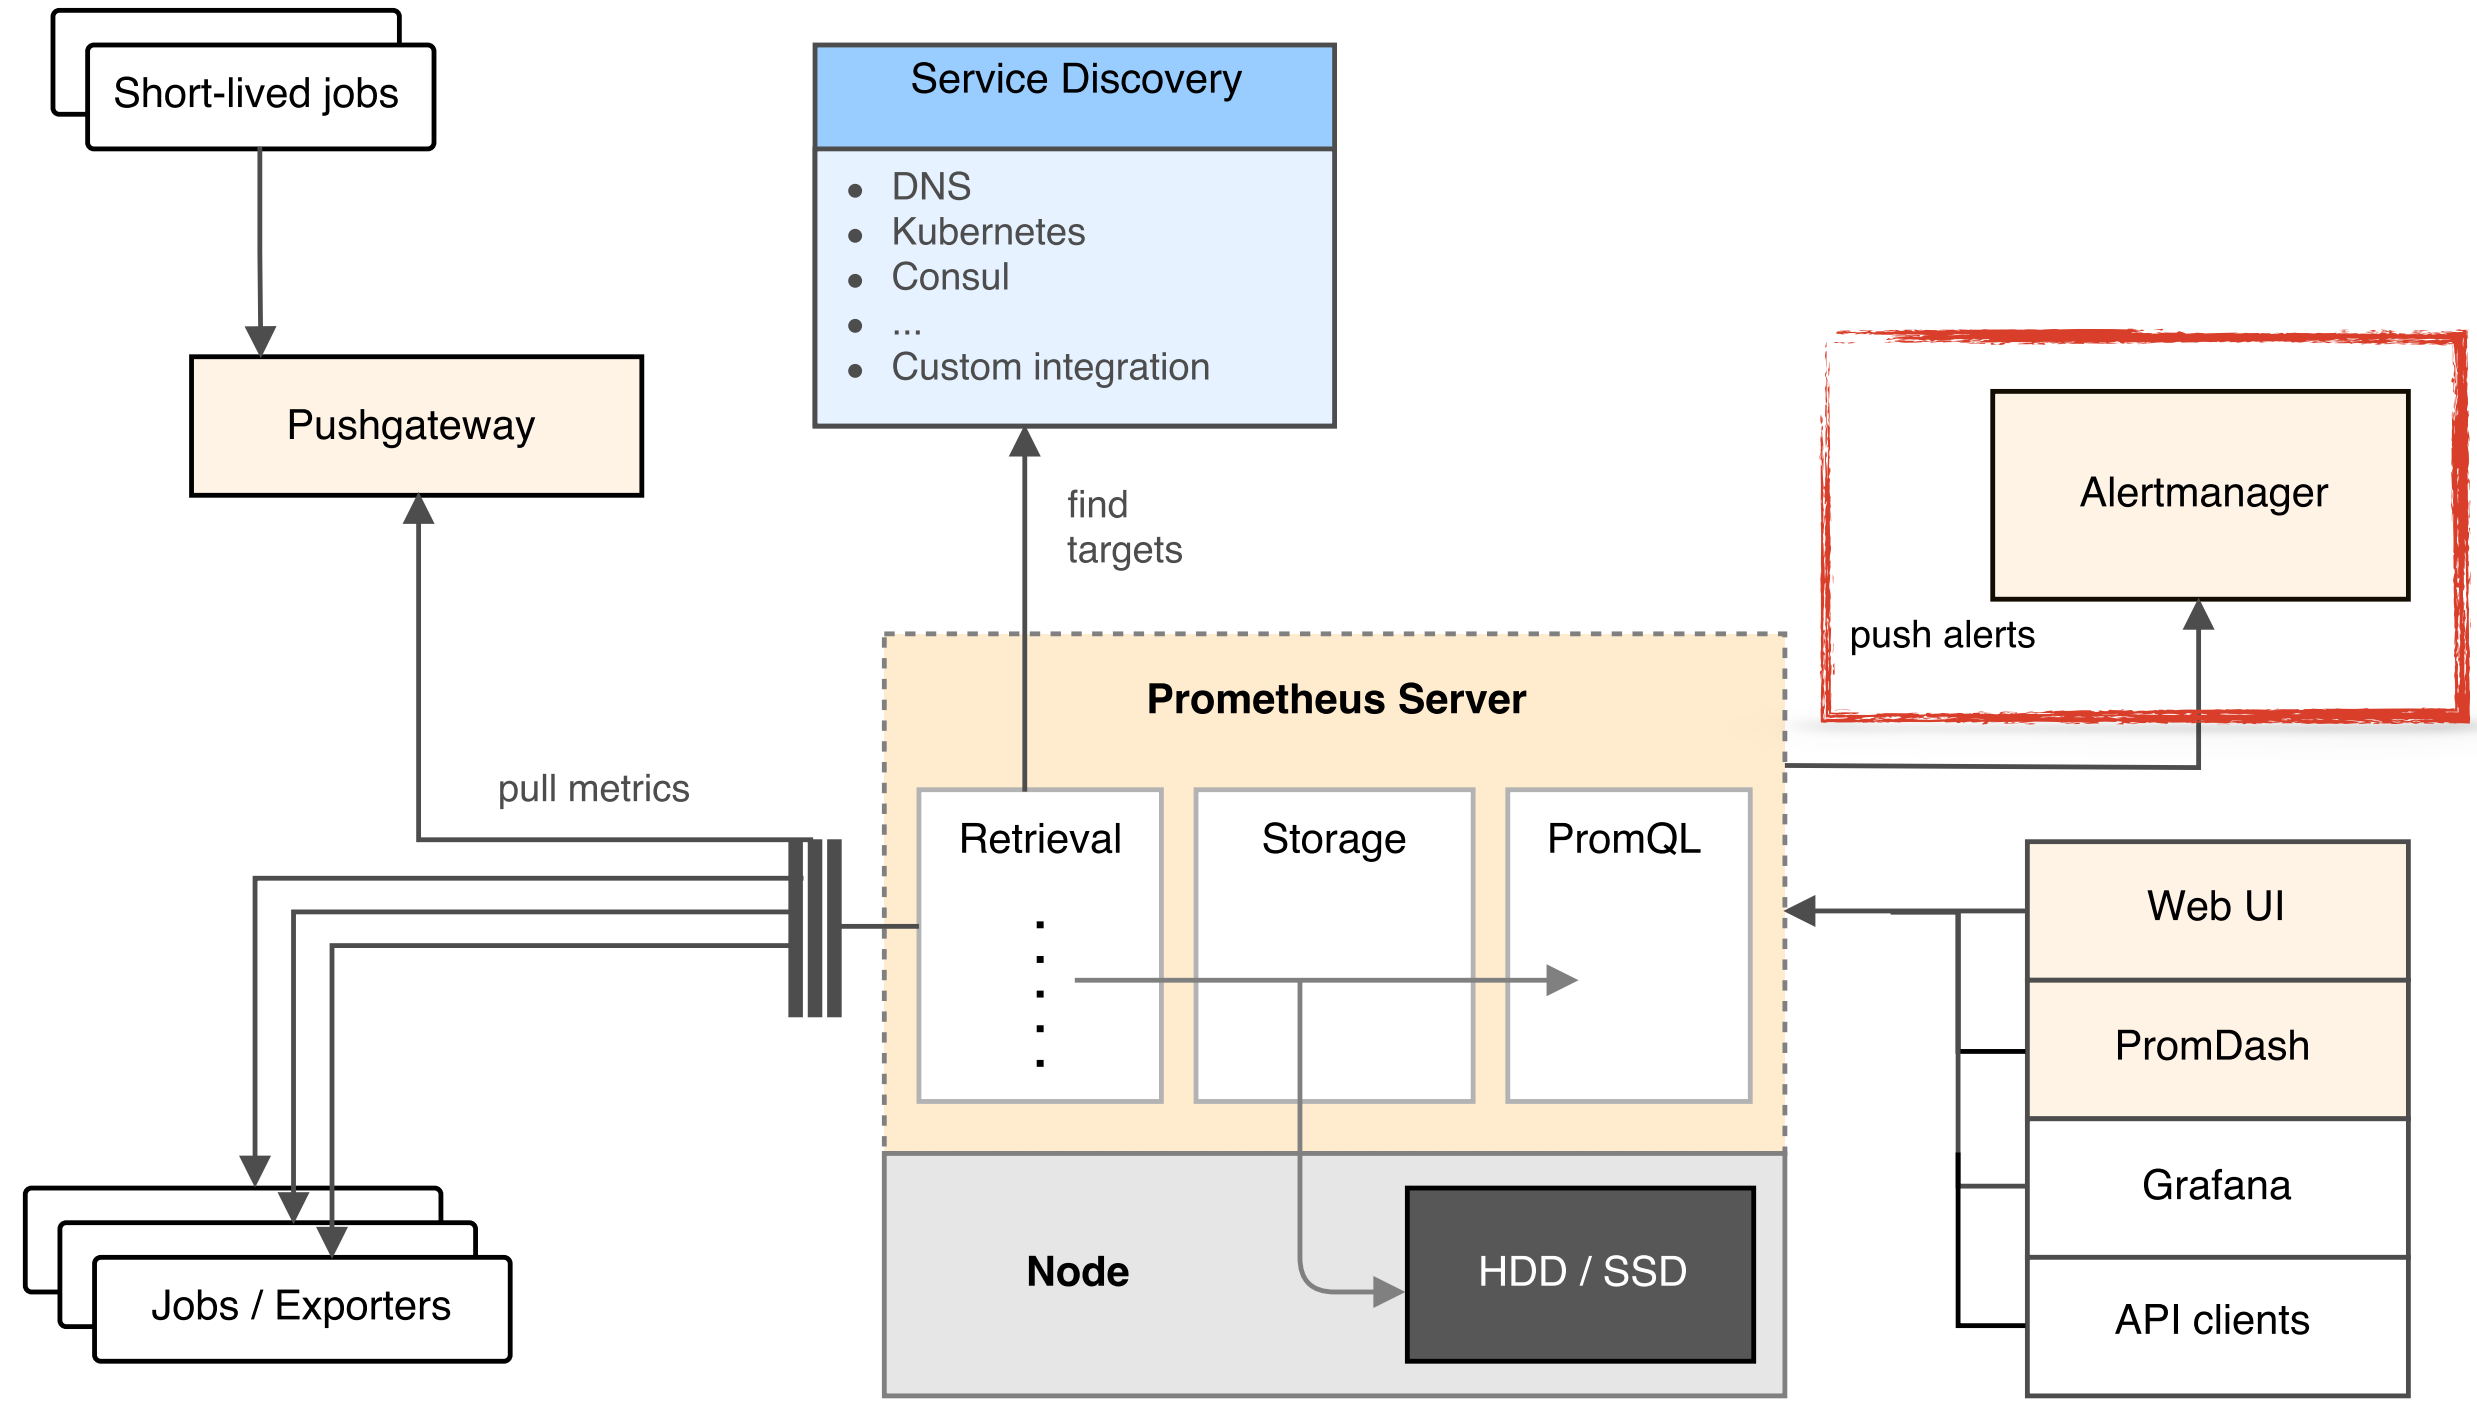 Short-lived jobs
Service Discovery
DNS
Kubernetes
Consul
...
Custom integration
Pushgateway
Alertmanager
find
targets
push alerts
Prometheus Server
pull metrics
Retrieval
Storage
PromQL
Web UI
PromDash
Grafana
API clients
Node
HDD / SSD
Jobs / Exporters